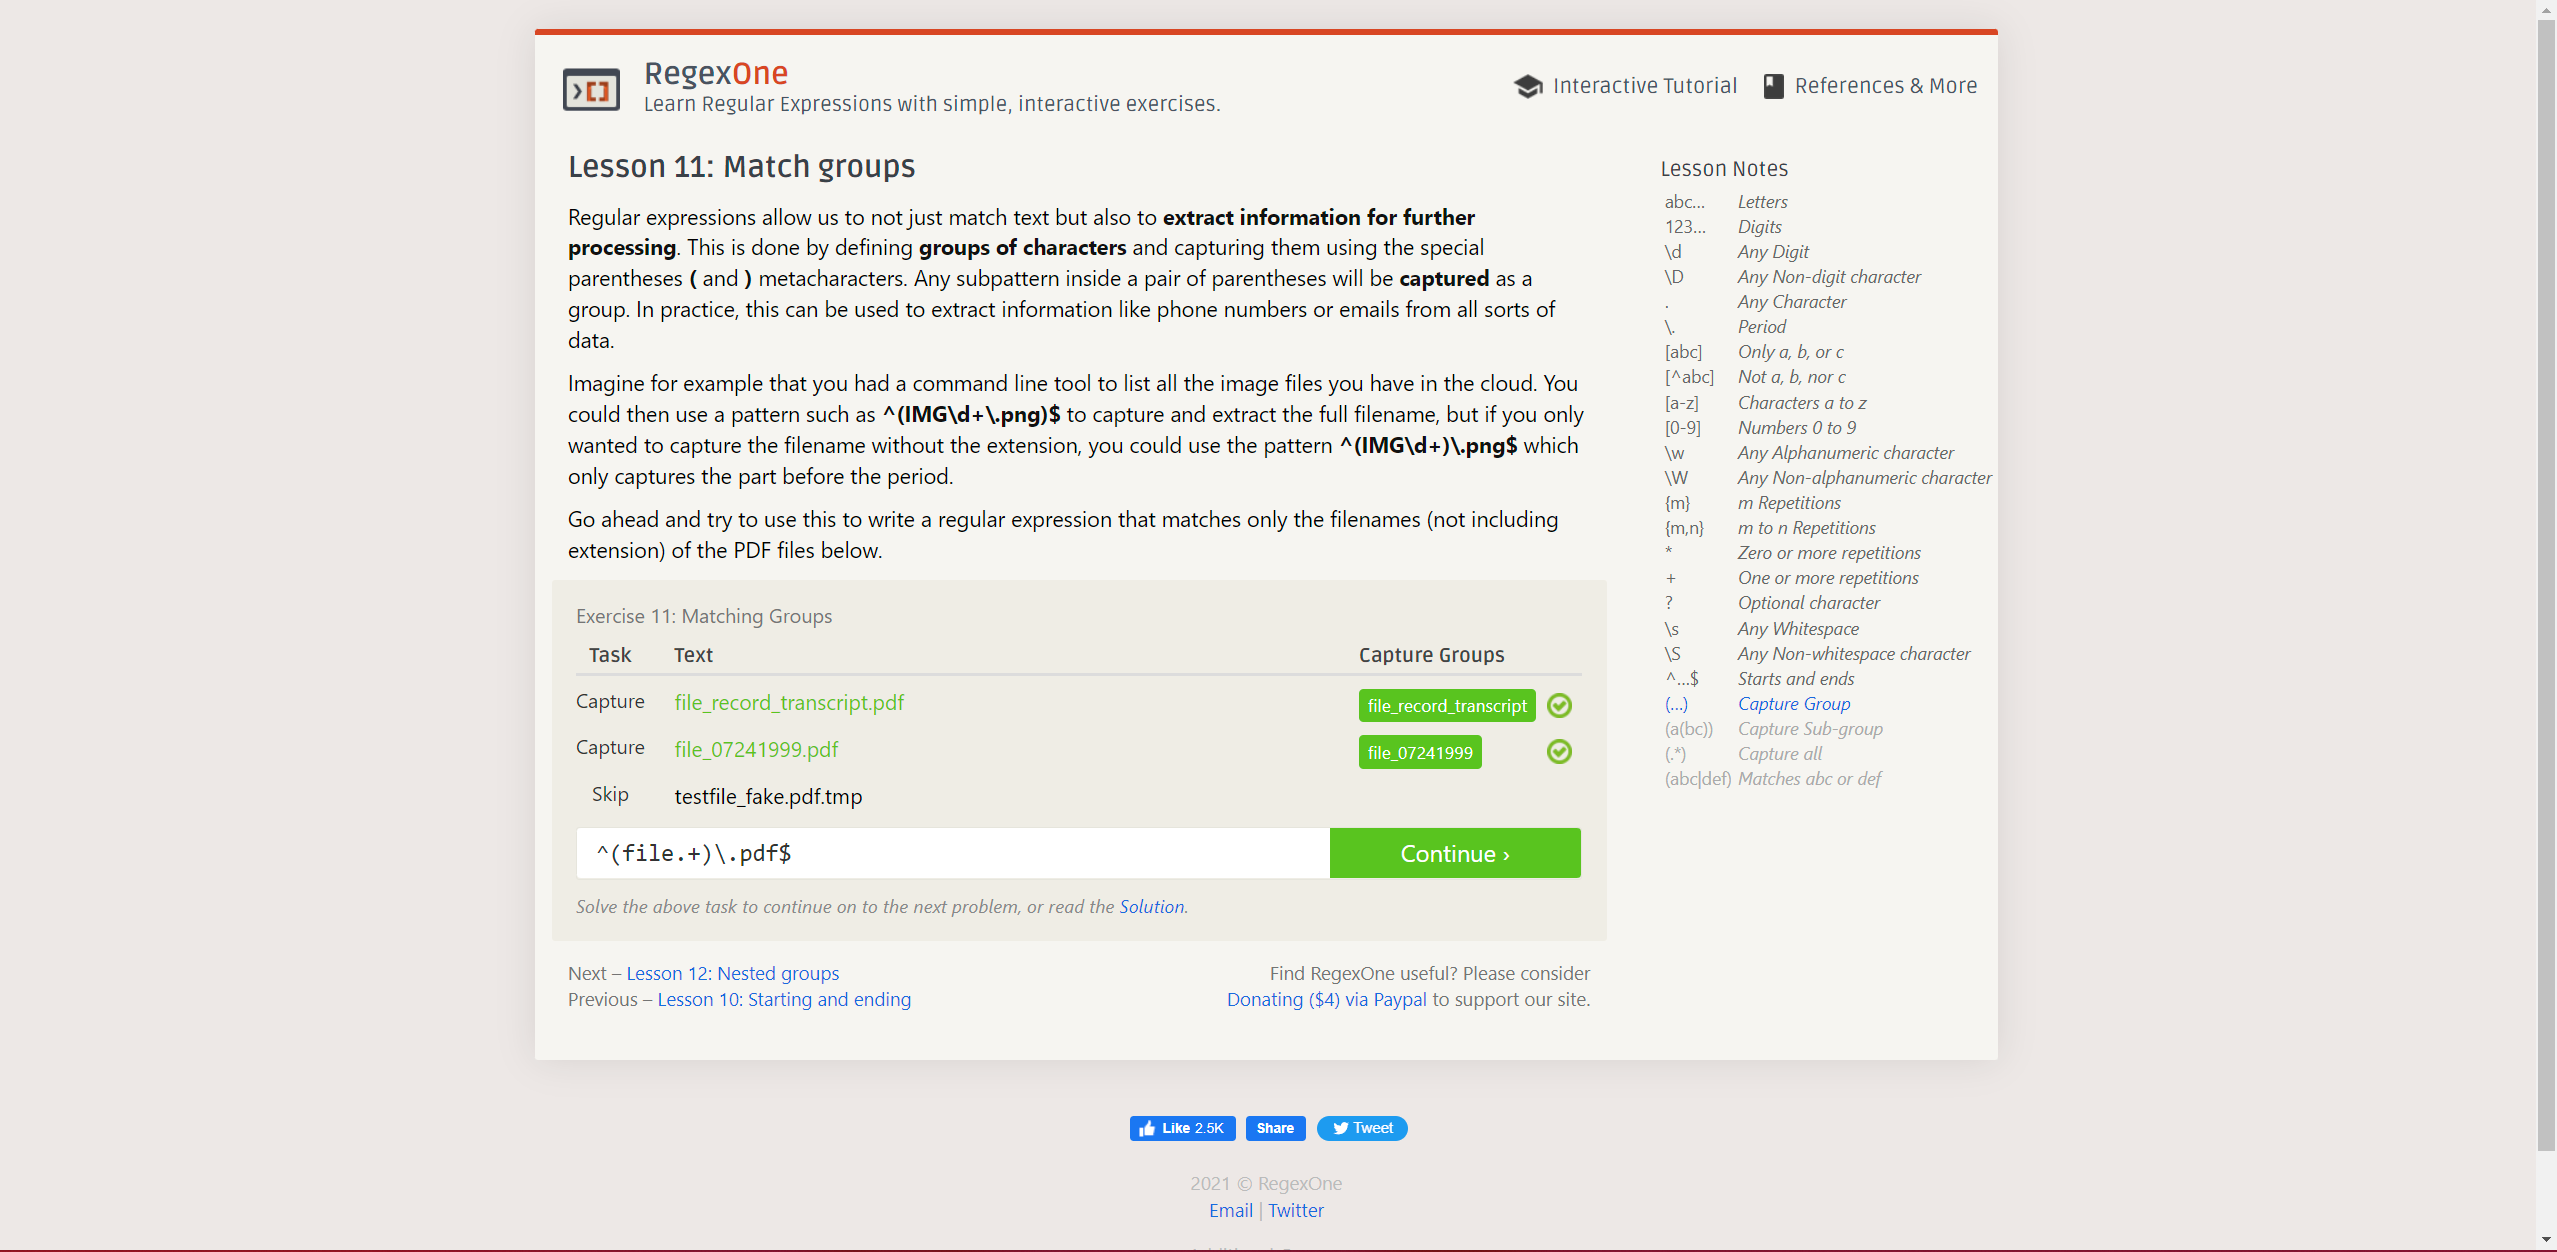 RegexOne
Learn Regular Expressions with simple, interactive exercises.
Interactive Tutorial
References & More
Lesson 11: Match groups
Regular expressions allow us to not just match text but also to extract information for further
processing. This is done by defining groups of characters and capturing them using the special
parentheses ( and ) metacharacters. Any subpattern inside a pair of parentheses will be captured as a
group. In practice, this can be used to extract information like phone numbers or emails from all sorts of
data.
Imagine for example that you had a command line tool to list all the image files you have in the cloud. You
could then use a pattern such as ^(IMG\d+\.png)$ to capture and extract the full filename, but if you only
wanted to capture the filename without the extension, you could use the pattern ^(IMG\d+)\.png$ which
only captures the part before the period.
Go ahead and try to use this to write a regular expression that matches only the filenames (not including
extension) of the PDF files below.
Exercise 11: Matching Groups
Task Text Capture Groups
Capture file_record_transcript.pdf file_record_transcript
Capture file_07241999.pdf file_07241999
Skip testfile_fake.pdf.tmp
^(file.+)\.pdf$
Continue ›
Solve the above task to continue on to the next problem, or read the Solution.
Next – Lesson 12: Nested groups
Previous – Lesson 10: Starting and ending
Find RegexOne useful? Please consider
Donating ($4) via Paypal to support our site.
Lesson Notes
abc… Letters
123… Digits
\d Any Digit
\D Any Non-digit character
. Any Character
\. Period
[abc] Only a, b, or c
[^abc] Not a, b, nor c
[a-z] Characters a to z
[0-9] Numbers 0 to 9
\w Any Alphanumeric character
\W Any Non-alphanumeric character
{m} m Repetitions
{m,n} m to n Repetitions
* Zero or more repetitions
+ One or more repetitions
? Optional character
\s Any Whitespace
\S Any Non-whitespace character
^…$ Starts and ends
(…) Capture Group
(a(bc)) Capture Sub-group
(.*) Capture all
(abc|def) Matches abc or def
Like 2.5K
Share
Tweet
2021 © RegexOne
Email | Twitter